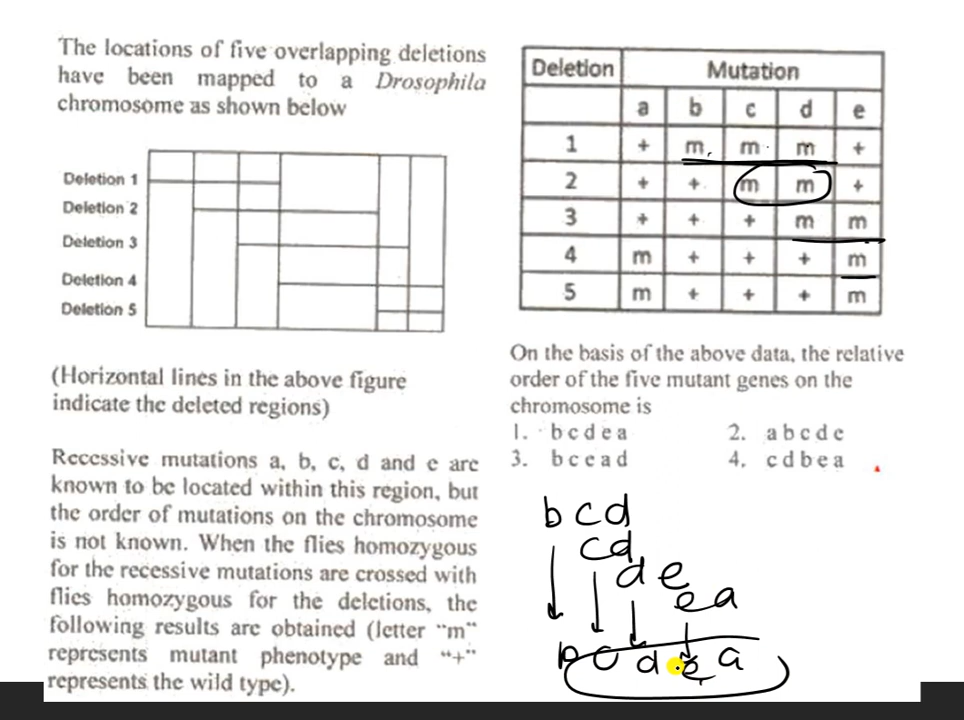 The locations of five overlapping deletions
have been mapped to a Drosophila
chromosome as shown below
Deletion 1
Deletion 2
Deletion 3
Deletion 4
Deletion 5
(Horizontal lines in the above figure
indicate the deleted regions)
Recessive mutations a, b, c, d and e are
known to be located within this region, but
the order of mutations on the chromosome
is not known. When the flies homozygous
for the recessive mutations are crossed with
flies homozygous for the deletions, the
following results are obtained (letter "m"
represents mutant phenotype and "+"
represents the wild type).
Deletion Mutation
a b c d e
1 + m m m +
2 + + m m +
3 + + + m m
4 m + + + m
5 m + + + m
On the basis of the above data, the relative
order of the five mutant genes on the
chromosome is
1. b c d e a 2. a b c d e
3. b c e a d 4. c d b e a
b c d
c d
d e
e a
b c d e a